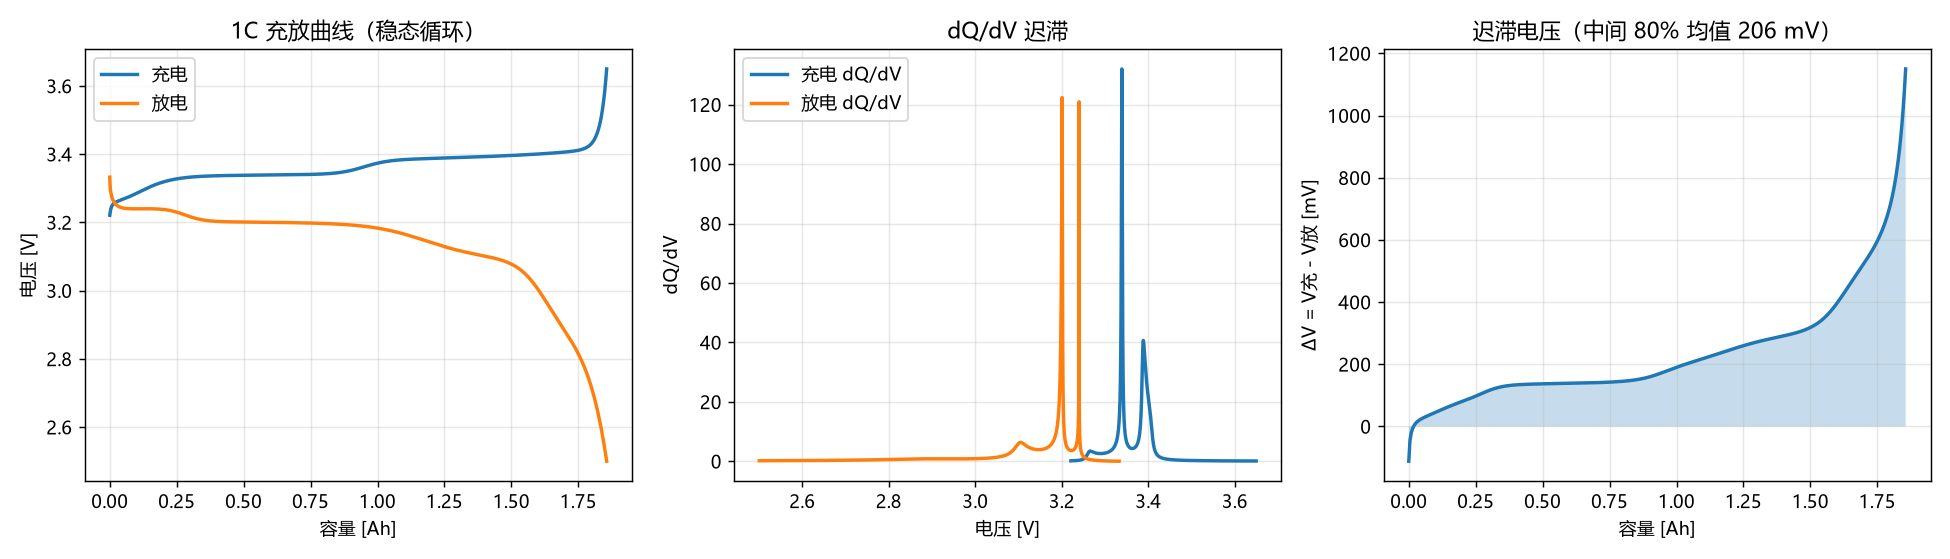 1C 充放曲线（稳态循环）
充电
放电
3.6
3.4
3.2
3.0
2.8
2.6
电压 [V]
0.00 0.25 0.50 0.75 1.00 1.25 1.50 1.75
容量 [Ah]
dQ/dV 迟滞
充电 dQ/dV
放电 dQ/dV
120
100
80
60
40
20
0
dQ/dV
2.6 2.8 3.0 3.2 3.4 3.6
电压 [V]
迟滞电压（中间 80% 均值 206 mV）
1200
1000
800
600
400
200
0
ΔV = V充 - V放 [mV]
0.00 0.25 0.50 0.75 1.00 1.25 1.50 1.75
容量 [Ah]